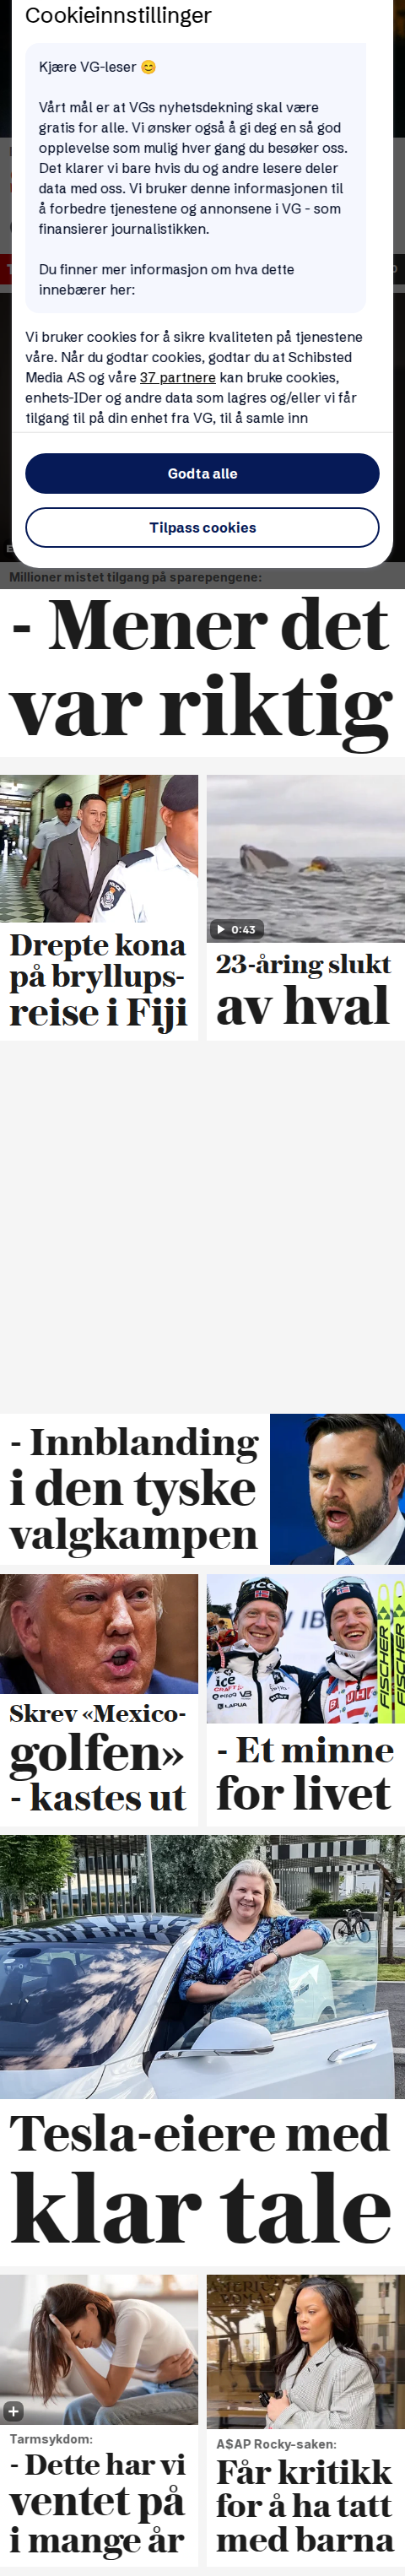 Cookieinnstillinger
Kjære VG-leser 😊
Vårt mål er at VGs nyhetsdekning skal være
gratis for alle. Vi ønsker også å gi deg en så god
opplevelse som mulig hver gang du besøker oss.
Det klarer vi bare hvis du og andre lesere deler
data med oss. Vi bruker denne informasjonen til
å forbedre tjenestene og annonsene i VG - som
finansierer journalistikken.
Du finner mer informasjon om hva dette
innebærer her:
Vi bruker cookies for å sikre kvaliteten på tjenestene
våre. Når du godtar cookies, godtar du at Schibsted
Media AS og våre 37 partnere kan bruke cookies,
enhets-IDer og andre data som lagres og/eller vi får
tilgang til på din enhet fra VG, til å samle inn
Godta alle
Tilpass cookies
Millioner mistet tilgang på sparepengene:
- Mener det
var riktig
0:43
Drepte kona
på bryllups-
reise i Fiji
23-åring slukt
av hval
- Innblanding
i den tyske
valgkampen
Skrev «Mexico-
golfen»
- kastes ut
ice
FISCHER
FISCHER
ice
CRAFT
LAPUA
- Et minne
for livet
Tesla-eiere med
klar tale
Tarmsykdom:
- Dette har vi
ventet på
i mange år
A$AP Rocky-saken:
Får kritikk
for å ha tatt
med barna